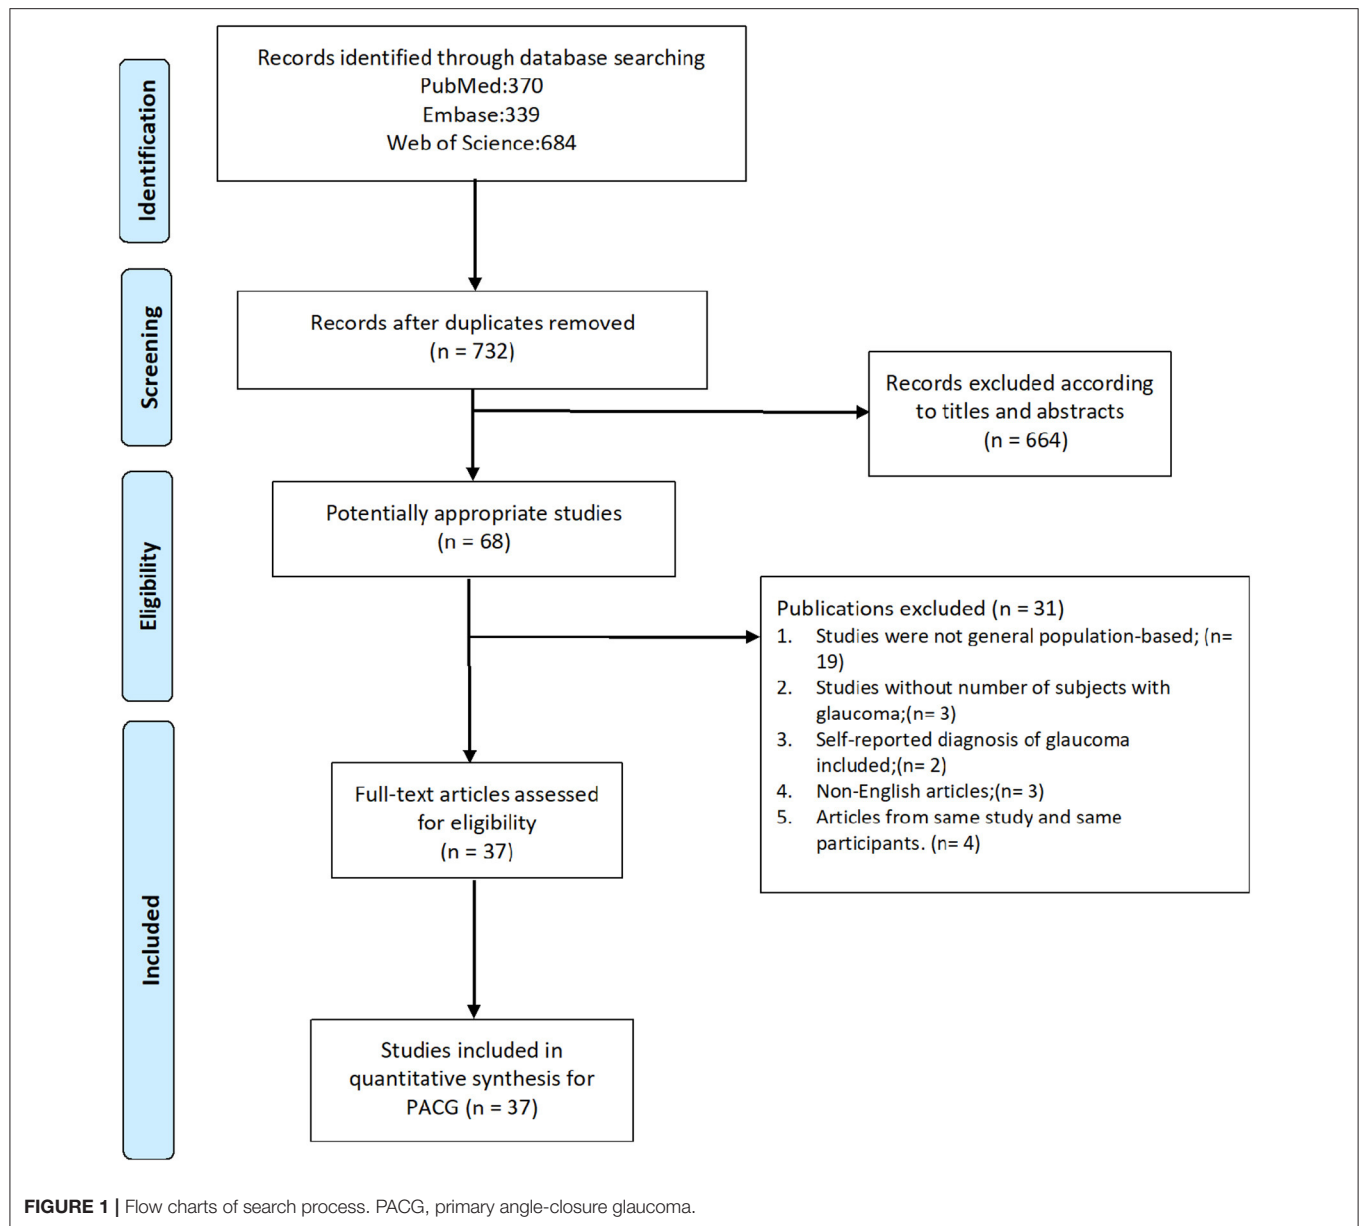 Identification
Records identified through database searching
PubMed:370
Embase:339
Web of Science:684
Screening
Records after duplicates removed
(n = 732)
Records excluded according
to titles and abstracts
(n = 664)
Eligibility
Potentially appropriate studies
(n = 68)
Publications excluded (n = 31)
1. Studies were not general population-based; (n=
19)
2. Studies without number of subjects with
glaucoma;(n= 3)
3. Self-reported diagnosis of glaucoma
included;(n= 2)
4. Non-English articles;(n= 3)
5. Articles from same study and same
participants. (n= 4)
Included
Full-text articles assessed
for eligibility
(n = 37)
Studies included in
quantitative synthesis for
PACG (n = 37)
FIGURE 1 | Flow charts of search process. PACG, primary angle-closure glaucoma.